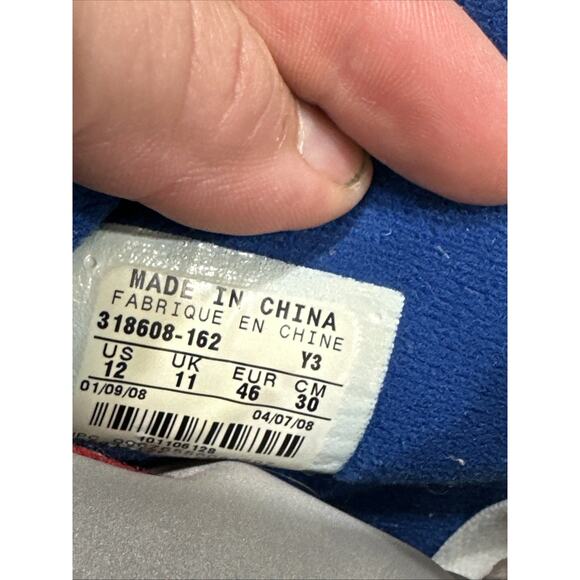 MADE IN CHINA
FABRIQUE EN CHINE
318608-162 Y3
US UK EUR CM
12 11 46 30
01/09/08 04/07/08
101106128